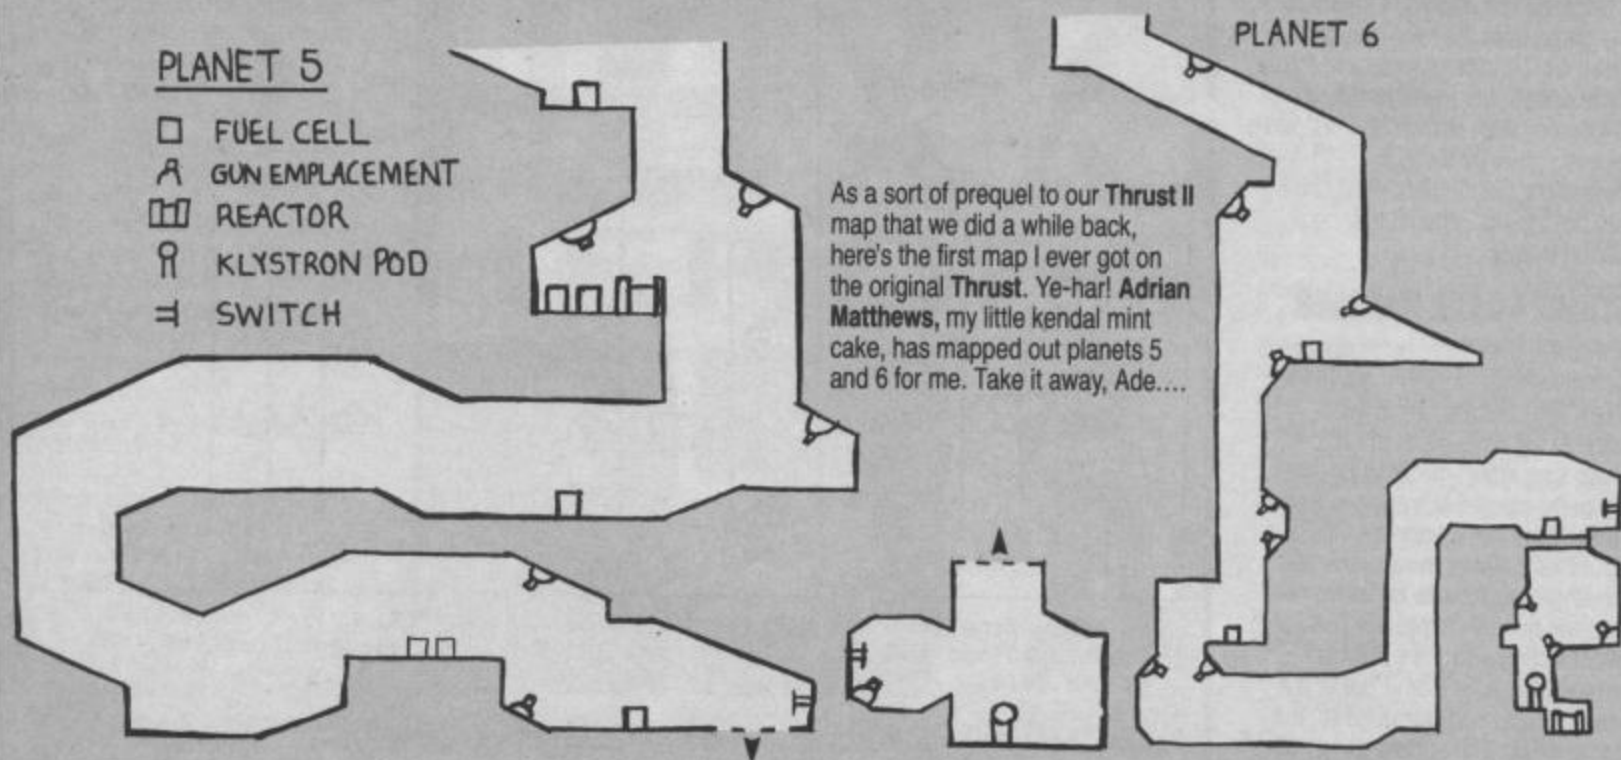 PLANET 5
FUEL CELL
GUN EMPLACEMENT
REACTOR
KLYSTRON POD
SWITCH
As a sort of prequel to our Thrust II
map that we did a while back,
here's the first map I ever got on
the original Thrust. Ye-har! Adrian
Matthews, my little kendal mint
cake, has mapped out planets 5
and 6 for me. Take it away, Ade....
PLANET 6